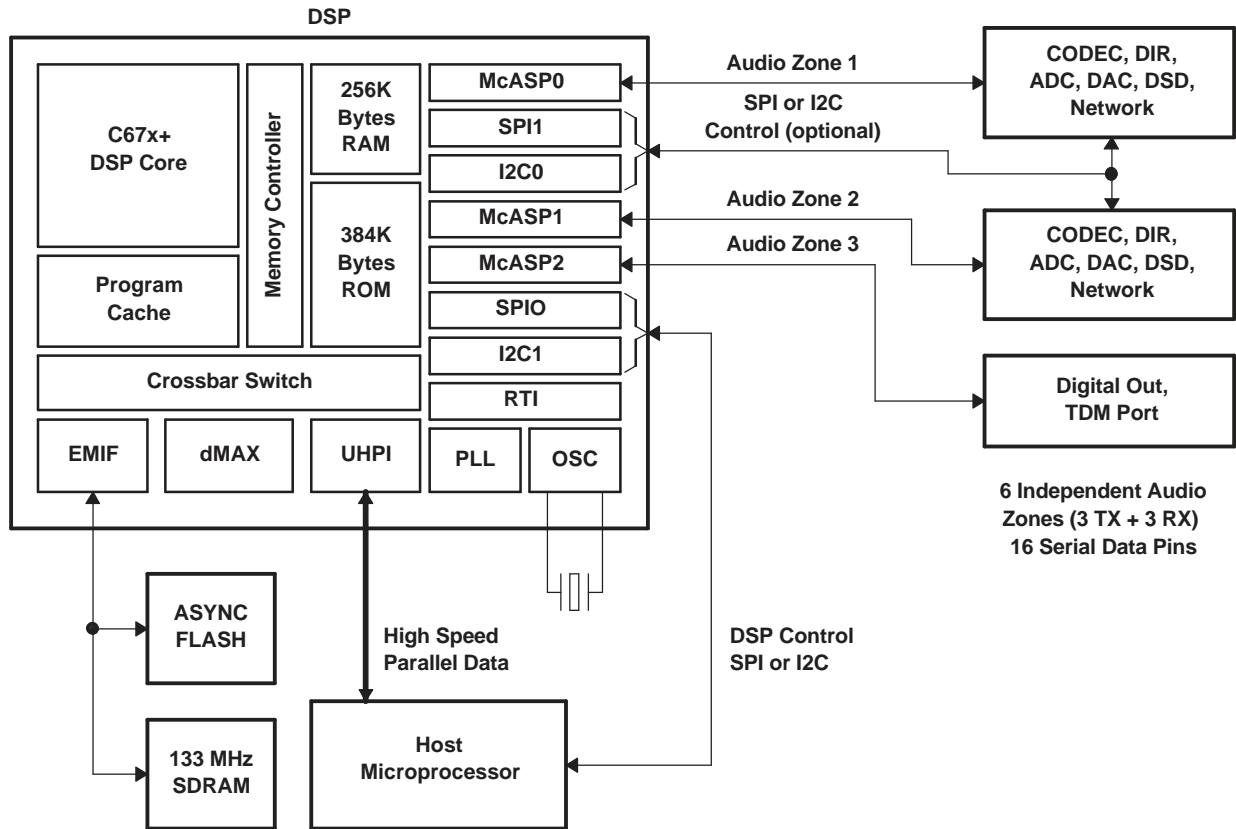 DSP
C67x+
DSP Core
Program
Cache
Memory Controller
256K
Bytes
RAM
384K
Bytes
ROM
McASP0
SPI1
I2C0
McASP1
McASP2
SPIO
I2C1
RTI
Crossbar Switch
EMIF
dMAX
UHPI
PLL
OSC
Audio Zone 1
SPI or I2C
Control (optional)
Audio Zone 2
Audio Zone 3
CODEC, DIR,
ADC, DAC, DSD,
Network
CODEC, DIR,
ADC, DAC, DSD,
Network
Digital Out,
TDM Port
6 Independent Audio
Zones (3 TX + 3 RX)
16 Serial Data Pins
ASYNC
FLASH
133 MHz
SDRAM
High Speed
Parallel Data
Host
Microprocessor
DSP Control
SPI or I2C